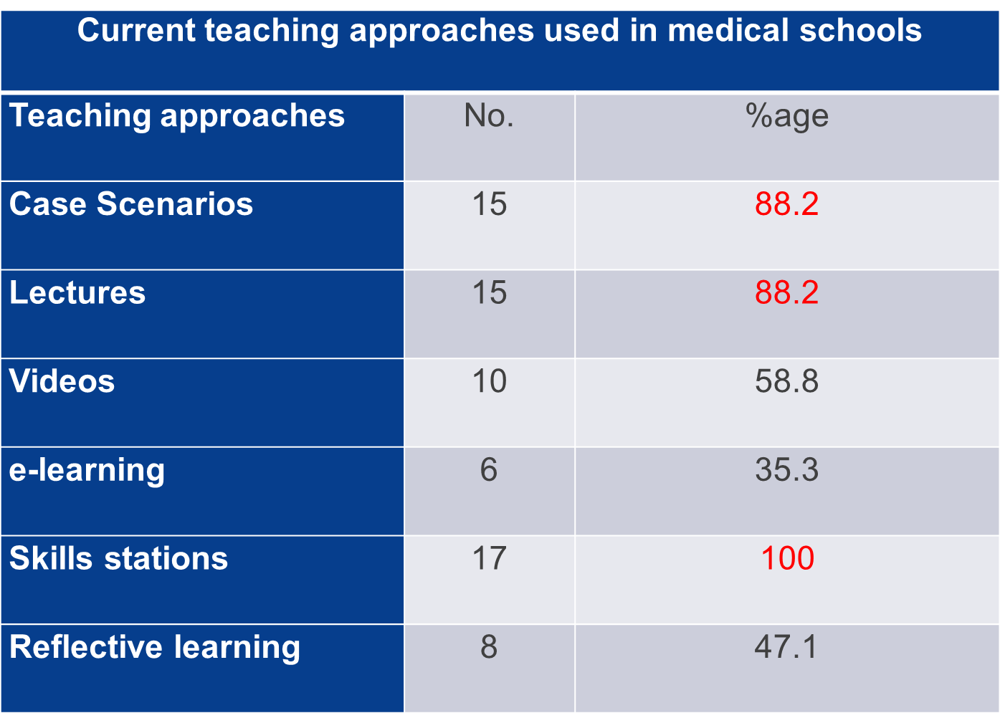 Current teaching approaches used in medical schools
Teaching approaches No. %age
Case Scenarios 15 88.2
Lectures 15 88.2
Videos 10 58.8
e-learning 6 35.3
Skills stations 17 100
Reflective learning 8 47.1